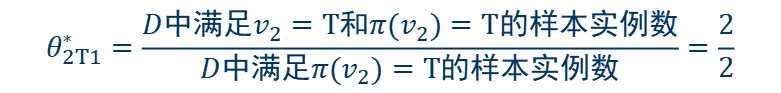 θ*₂T₁ = D中满足v₂ = T和π(v₂) = T的样本实例数 / D中满足π(v₂) = T的样本实例数 = 2/2